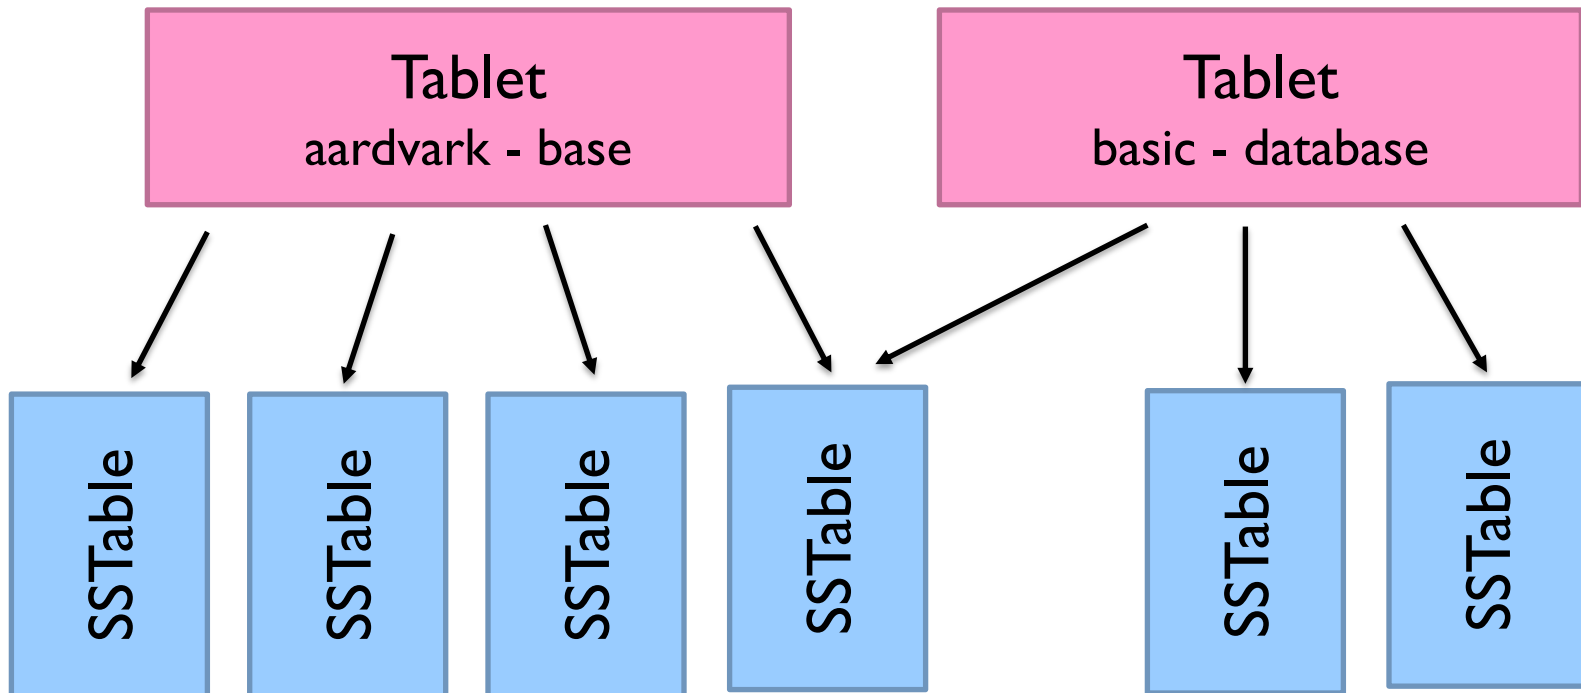 Tablet
aardvark - base
Tablet
basic - database
SSTable
SSTable
SSTable
SSTable
SSTable
SSTable